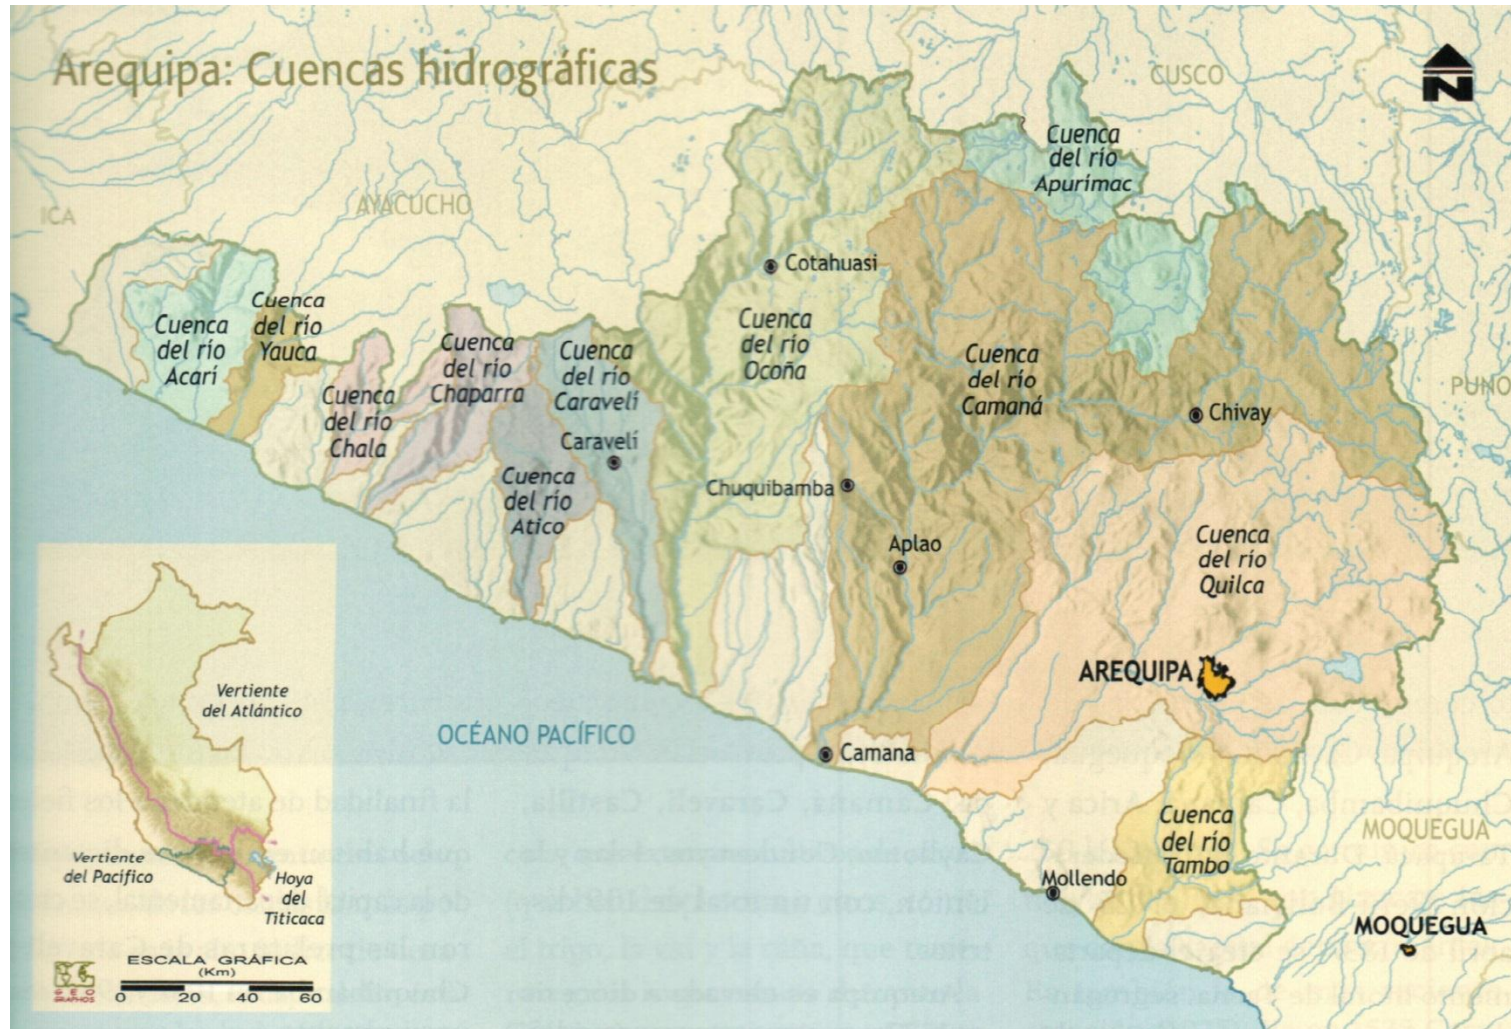 Arequipa: Cuencas hidrográficas
CUSCO
N
ICA
AYACUCHO
Cuenca
del río
Apurímac
Cotahuasi
Cuenca
del río
Acarí
Cuenca
del río
Yauca
Cuenca
del río
Chala
Cuenca
del río
Chaparra
Cuenca
del río
Caravelí
Caravelí
Cuenca
del río
Atico
Cuenca
del río
Ocoña
Cuenca
del río
Camaná
Chivay
PUNO
Chuquibamba
Aplao
Cuenca
del río
Quilca
AREQUIPA
OCÉANO PACÍFICO
Camana
Cuenca
del río
Tambo
Mollendo
MOQUEGUA
MOQUEGUA
Vertiente
del Atlántico
Vertiente
del Pacífico
Hoya
del
Titicaca
GEO
GRAPHOS
ESCALA GRÁFICA
(Km)
0 20 40 60